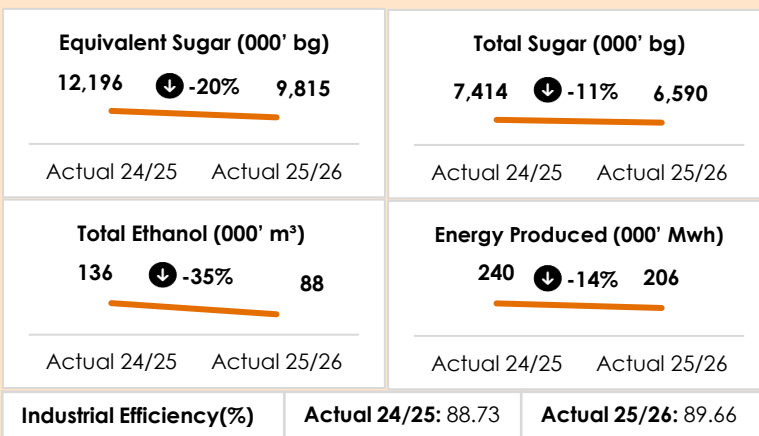 Equivalent Sugar (000' bg)
12,196 -20% 9,815
Actual 24/25 Actual 25/26
Total Sugar (000' bg)
7,414 -11% 6,590
Actual 24/25 Actual 25/26
Total Ethanol (000' m³)
136 -35% 88
Actual 24/25 Actual 25/26
Energy Produced (000' Mwh)
240 -14% 206
Actual 24/25 Actual 25/26
Industrial Efficiency(%) Actual 24/25: 88.73 Actual 25/26: 89.66